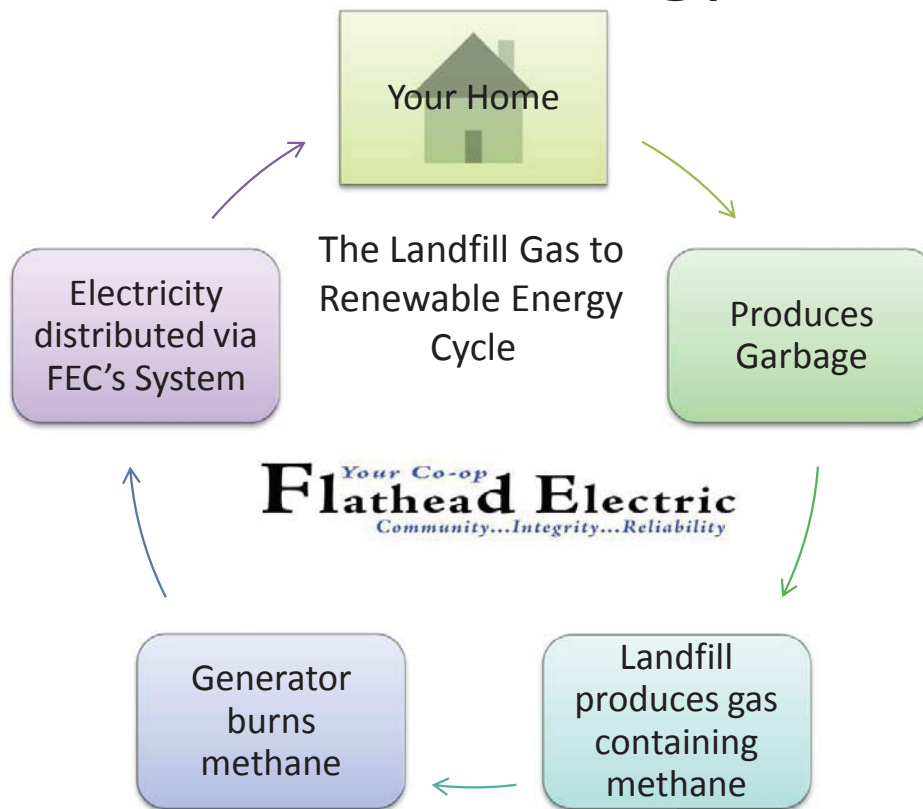 Your Home
The Landfill Gas to
Renewable Energy
Cycle
Produces
Garbage
Landfill
produces gas
containing
methane
Generator
burns
methane
Electricity
distributed via
FEC's System
Your Co-op
Flathead Electric
Community...Integrity...Reliability